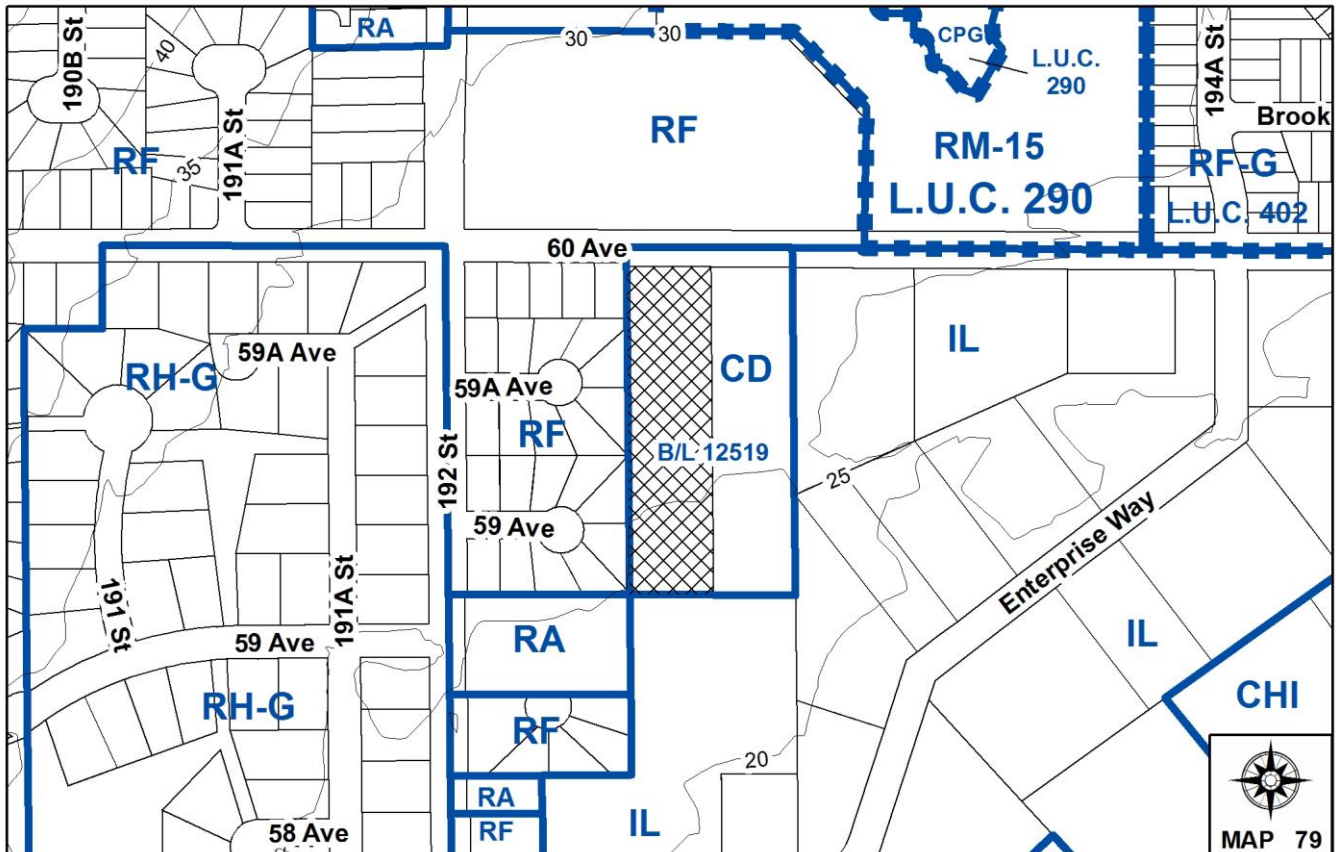 RA
30
30
CPG
L.U.C.
290
40
190B St
191A St
194A St
Brook
RF
RF
35
RM-15
L.U.C. 290
RF-G
L.U.C. 402
60 Ave
59A Ave
RH-G
59A Ave
RF
CD
IL
192 St
B/L 12519
25
59 Ave
Enterprise Way
191 St
191A St
59 Ave
RA
IL
RH-G
RF
CHI
20
RA
RF
IL
58 Ave
MAP 79